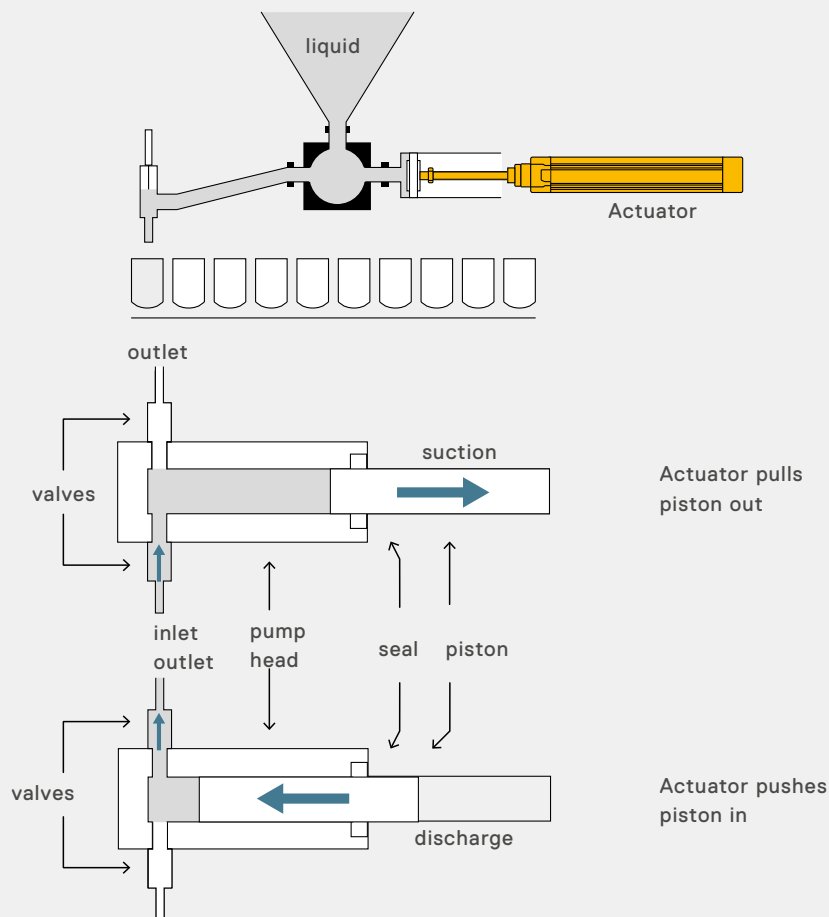 liquid
Actuator
outlet
suction
Actuator pulls
piston out
valves
inlet
outlet
pump
head
seal
piston
valves
Actuator pushes
piston in
discharge